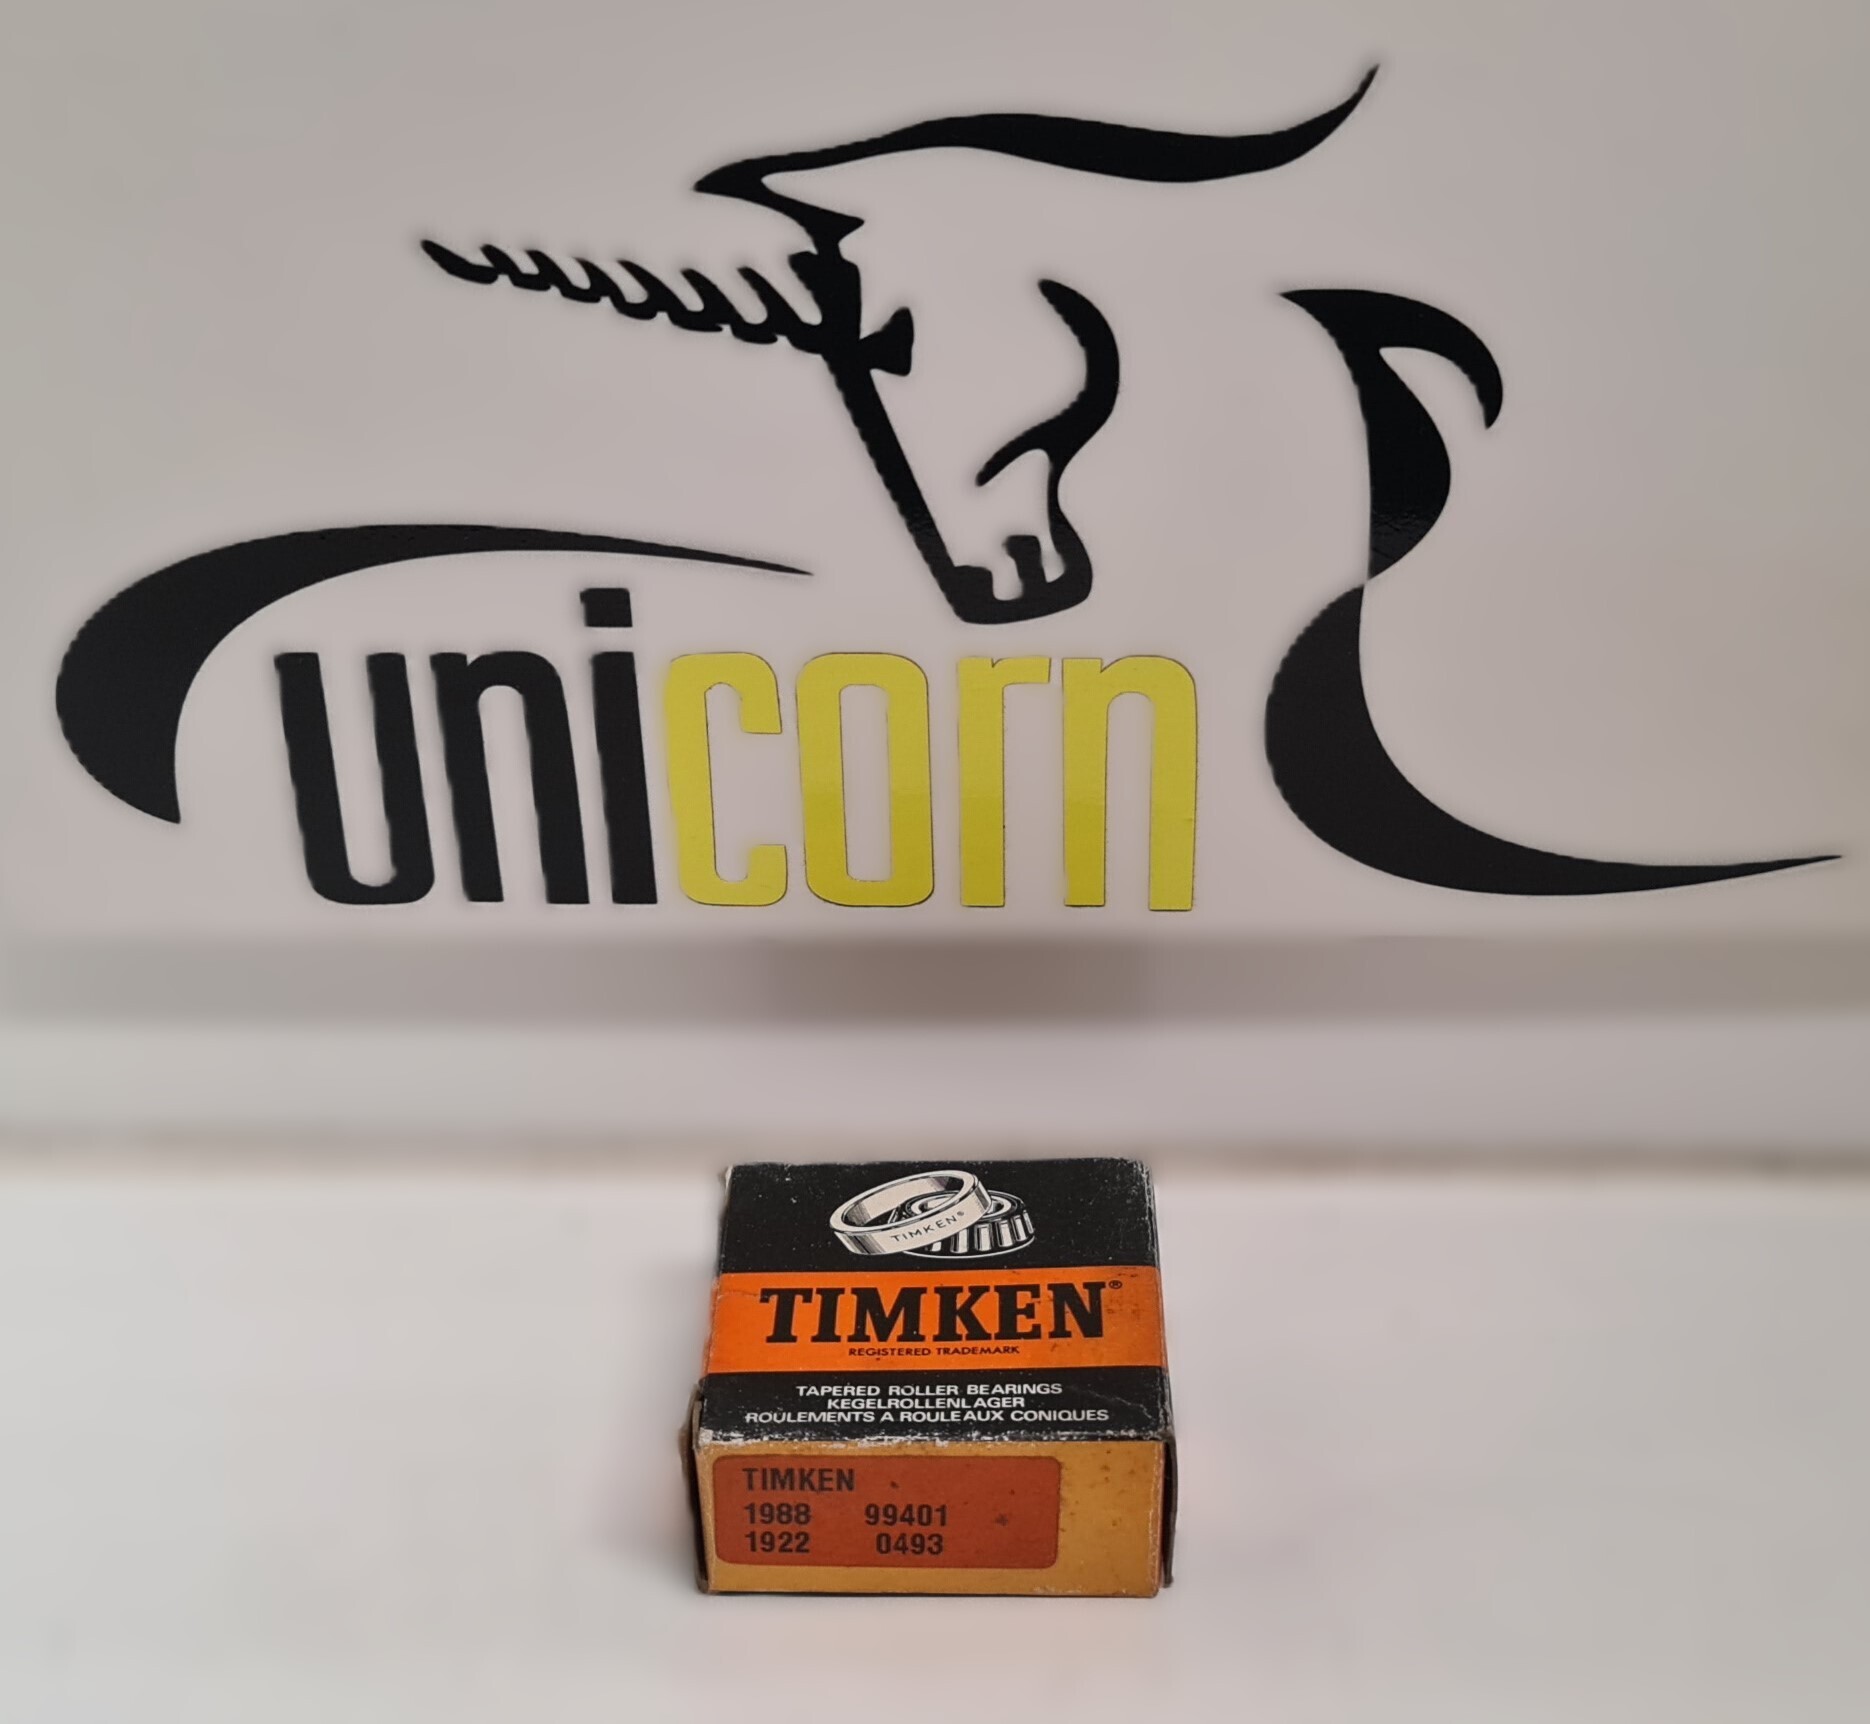 unicorn
TIMKEN®
TIMKEN®
REGISTERED TRADEMARK
TAPERED ROLLER BEARINGS
KEGELROLLENLAGER
ROULEMENTS A ROULEAUX CONIQUES
TIMKEN
1988 99401
1922 0493